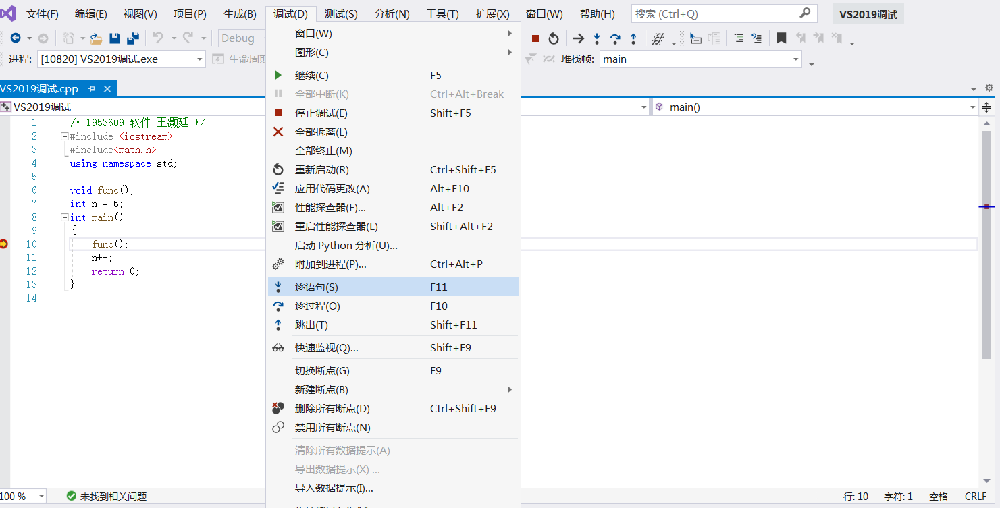 文件(F) 编辑(E) 视图(V) 项目(P) 生成(B) 调试(D) 测试(S) 分析(N) 工具(T) 扩展(X) 窗口(W) 帮助(H) 搜索 (Ctrl+Q) VS2019调试
Debug
进程: [10820] VS2019调试.exe 生命周期 堆栈帧: main
VS2019调试.cpp
VS2019调试 main()
1 /* 1953609 软件 王灏廷 */
2 #include <iostream>
3 #include<math.h>
4 using namespace std;
5
6 void func();
7 int n = 6;
8 int main()
9 {
10 func();
11 n++;
12 return 0;
13 }
14
窗口(W)
图形(C)
继续(C) F5
全部中断(K) Ctrl+Alt+Break
停止调试(E) Shift+F5
全部拆离(L)
全部终止(M)
重新启动(R) Ctrl+Shift+F5
应用代码更改(A) Alt+F10
性能探查器(F)... Alt+F2
重启性能探查器(L) Shift+Alt+F2
启动 Python 分析(U)...
附加到进程(P)... Ctrl+Alt+P
逐语句(S) F11
逐过程(O) F10
跳出(T) Shift+F11
快速监视(Q)... Shift+F9
切换断点(G) F9
新建断点(B)
删除所有断点(D) Ctrl+Shift+F9
禁用所有断点(N)
清除所有数据提示(A)
导出数据提示(X) ...
导入数据提示(I)...
100 % 未找到相关问题 行: 10 字符: 1 空格 CRLF